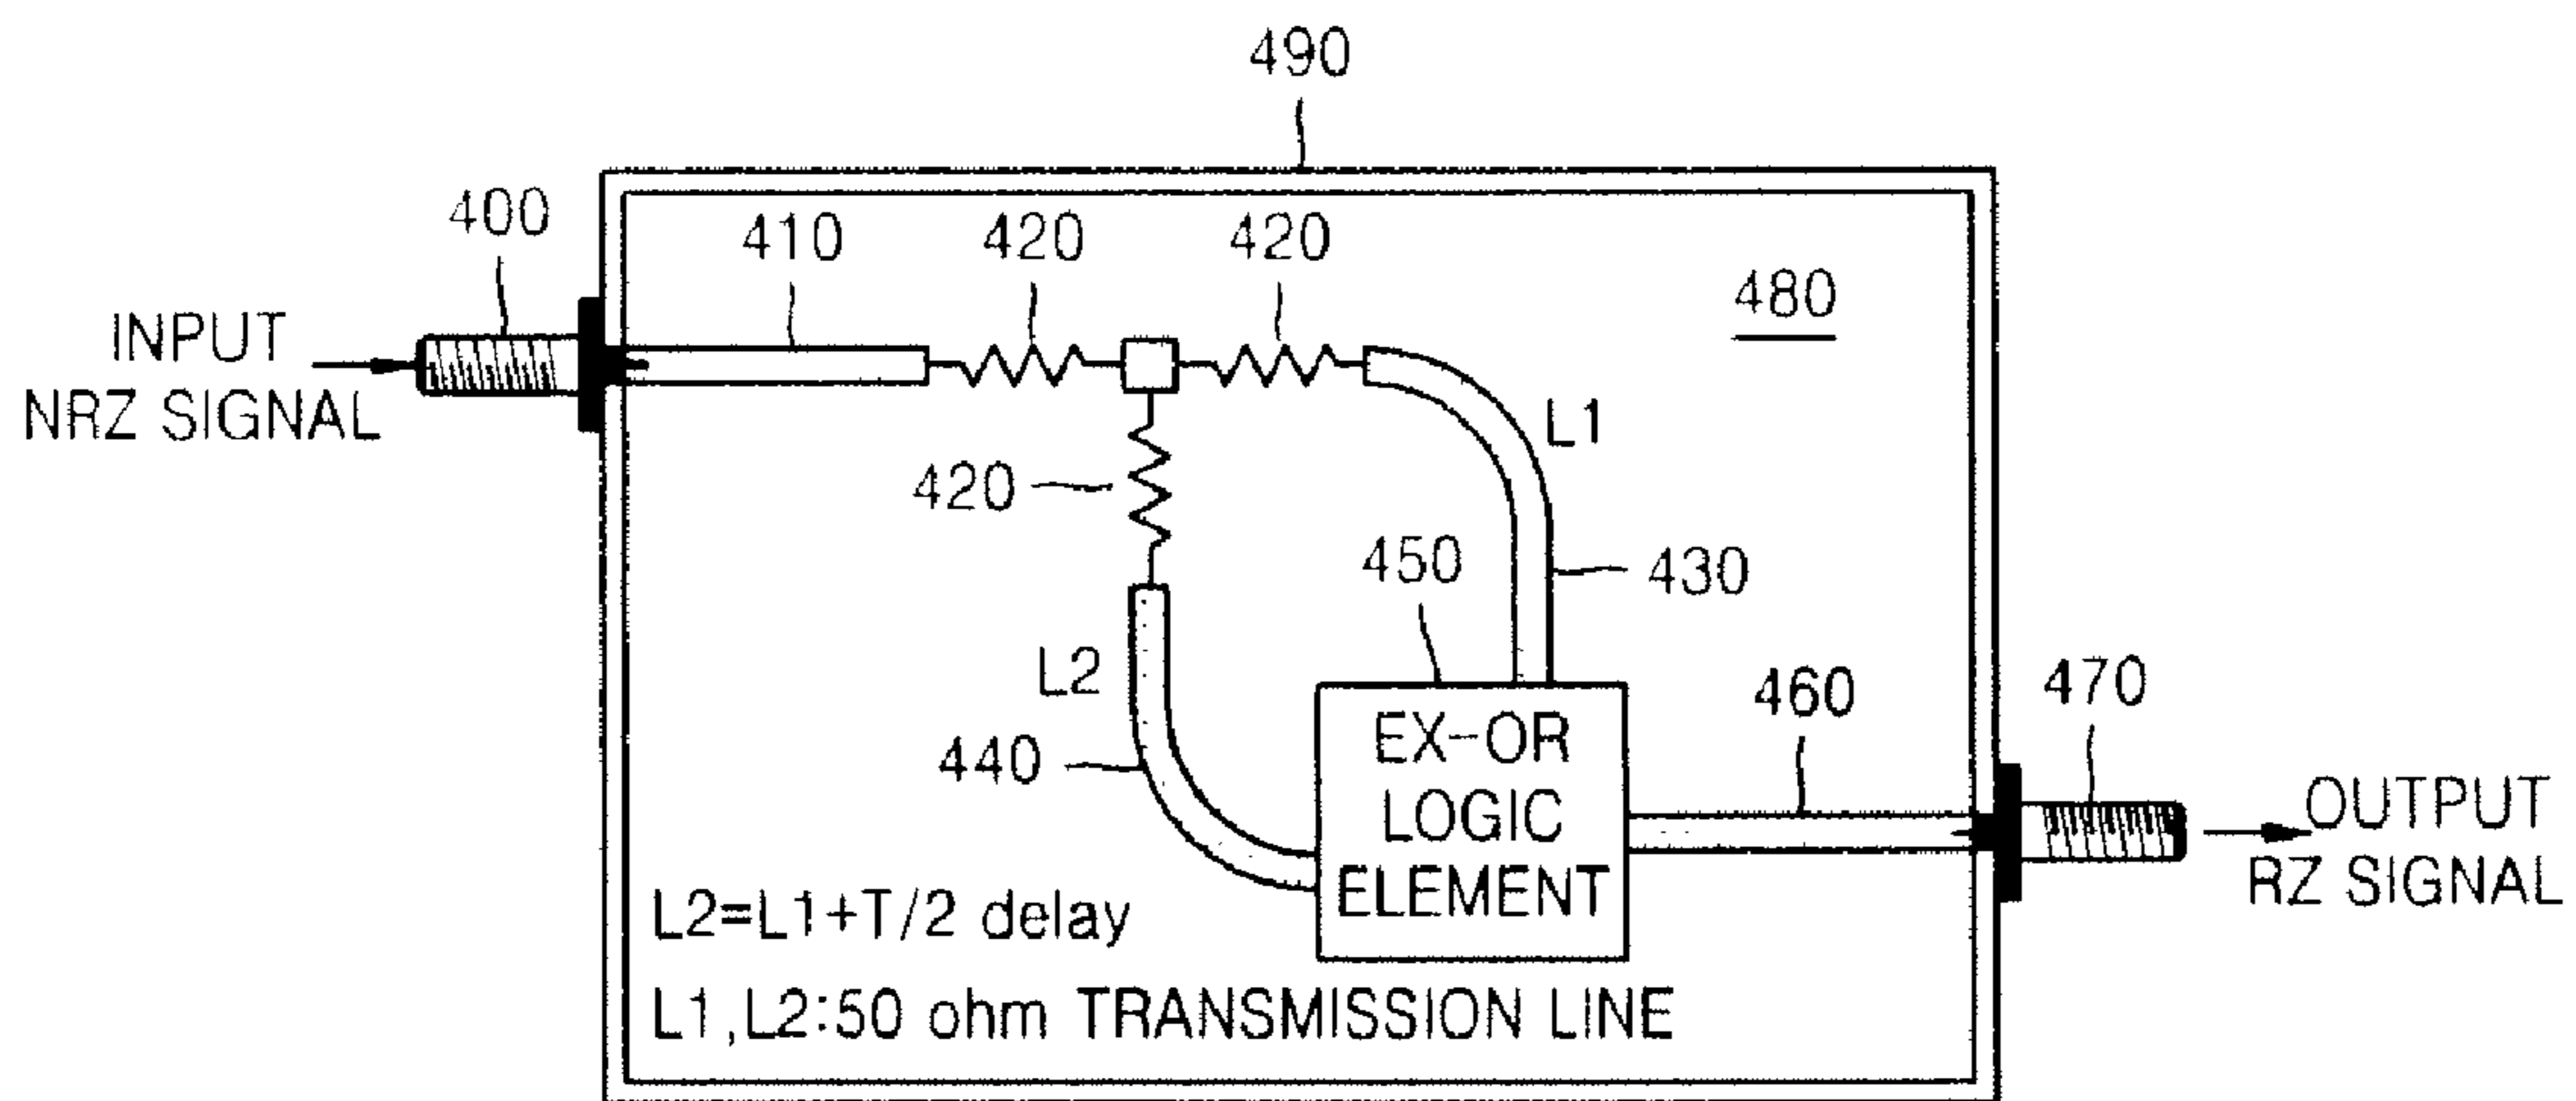 490
400
410
420
420
480
INPUT
NRZ SIGNAL
L1
420
450
430
L2
440
EX-OR
LOGIC
ELEMENT
460
470
OUTPUT
RZ SIGNAL
L2=L1+T/2 delay
L1,L2:50 ohm TRANSMISSION LINE